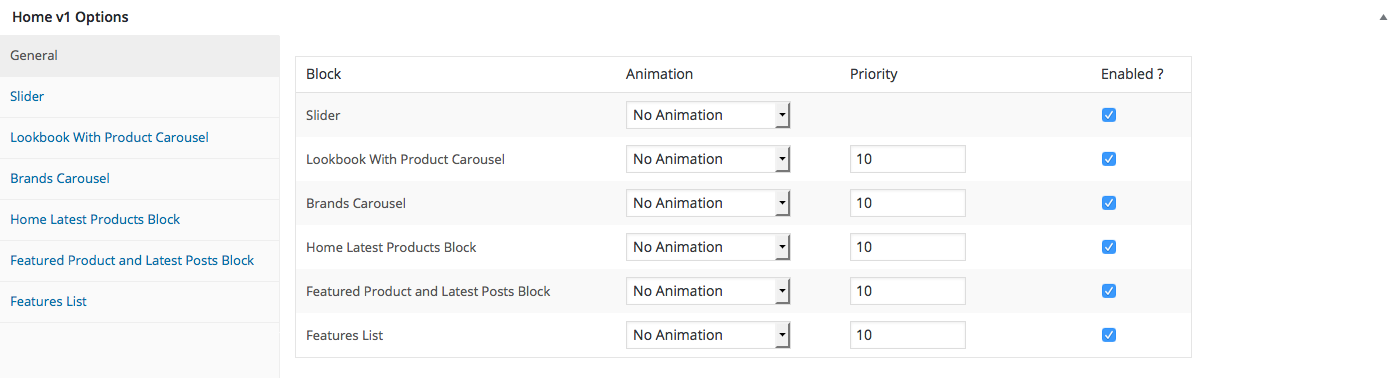 Home v1 Options
General
Slider
Lookbook With Product Carousel
Brands Carousel
Home Latest Products Block
Featured Product and Latest Posts Block
Features List
Block Animation Priority Enabled ?
Slider No Animation
Lookbook With Product Carousel No Animation 10
Brands Carousel No Animation 10
Home Latest Products Block No Animation 10
Featured Product and Latest Posts Block No Animation 10
Features List No Animation 10